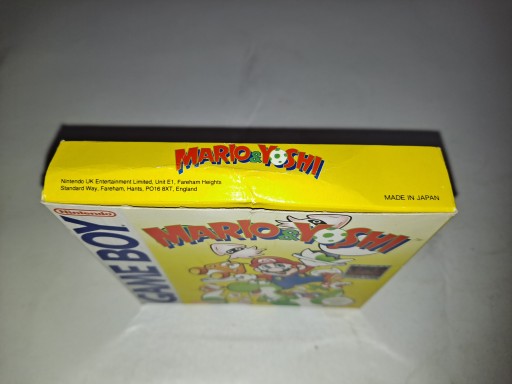 MARIO & YOSHI
Nintendo UK Entertainment Limited, Unit E1, Fareham Heights
Standard Way, Fareham, Hants, PO16 8XT, England
MADE IN JAPAN
Nintendo
GAME BOY
MARIO & YOSHI
TM